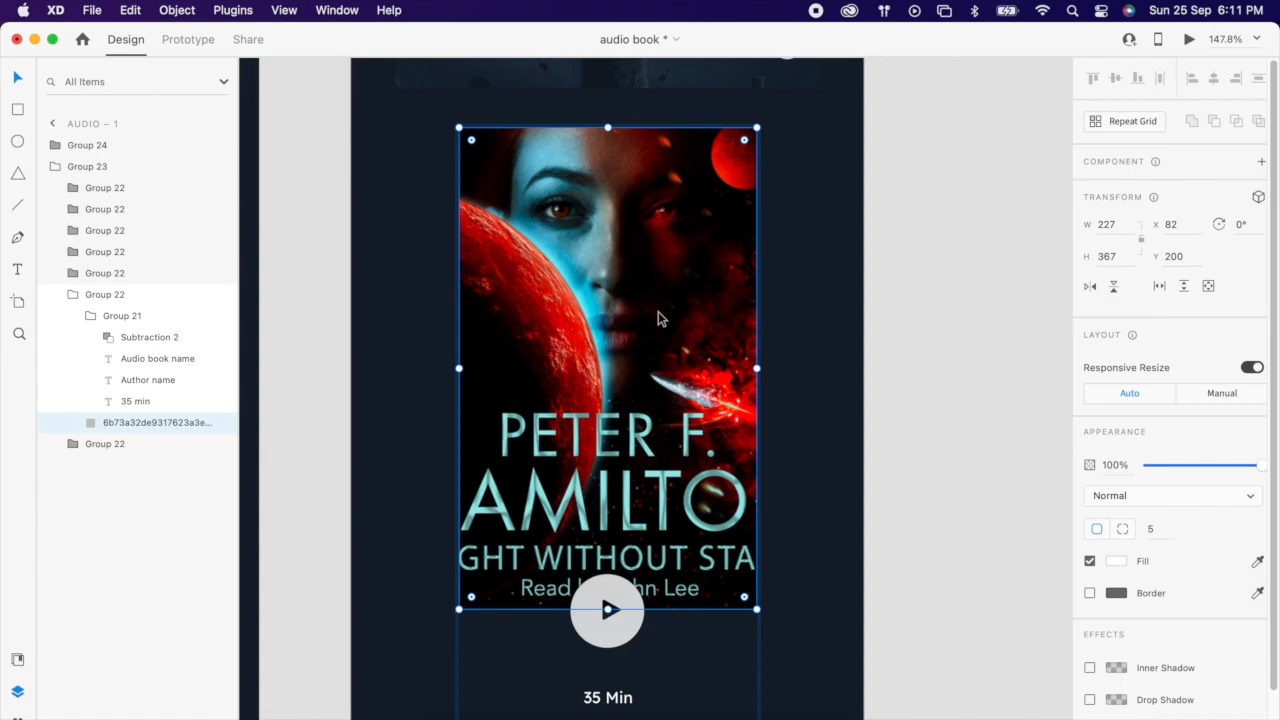 XD File Edit Object Plugins View Window Help Sun 25 Sep 6:11 PM
Design Prototype Share audio book * 147.8%
All Items
AUDIO – 1
Group 24
Group 23
Group 22
Group 22
Group 22
Group 22
Group 22
Group 22
Group 21
Subtraction 2
Audio book name
Author name
35 min
6b73a32de9317623a3e...
Group 22
PETER F.
AMILTO
GHT WITHOUT STA
Read hn Lee
35 Min
Repeat Grid
COMPONENT
TRANSFORM
W 227 X 82 0°
H 367 Y 200
LAYOUT
Responsive Resize
Auto Manual
APPEARANCE
100%
Normal
5
Fill
Border
EFFECTS
Inner Shadow
Drop Shadow